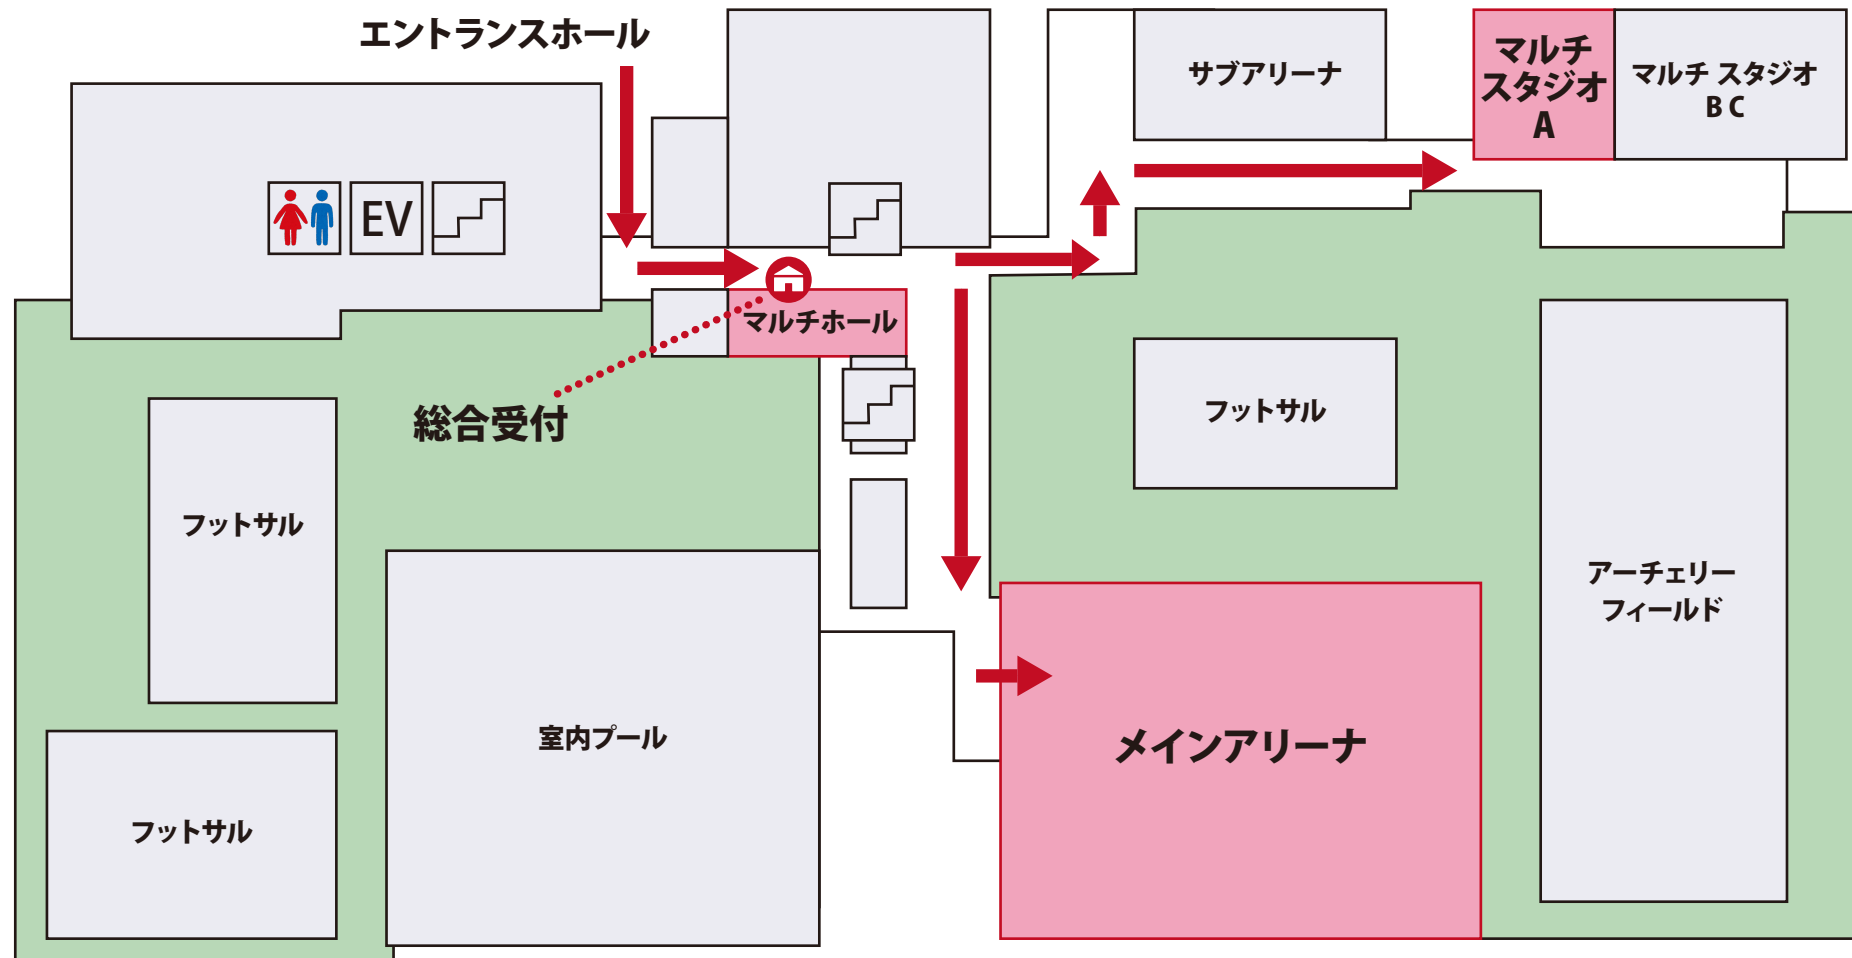 エントランスホール
サブアリーナ
マルチ
スタジオ
A
マルチ スタジオ
B C
EV
マルチホール
総合受付
フットサル
フットサル
アーチェリー
フィールド
室内プール
メインアリーナ
フットサル